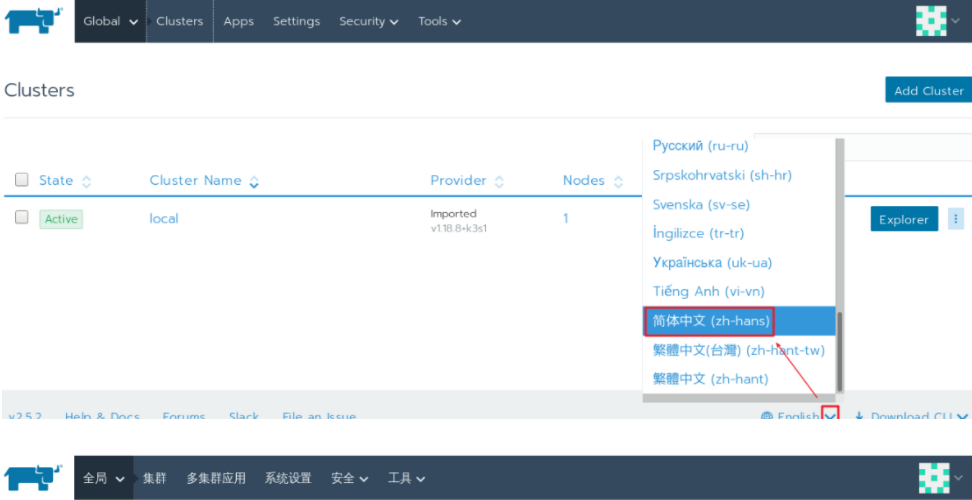 Global Clusters Apps Settings Security Tools
Clusters
Add Cluster
State Cluster Name Provider Nodes
Active local Imported 1 Explorer
v1.18.8+k3s1
Русский (ru-ru)
Srpskohrvatski (sh-hr)
Svenska (sv-se)
İngilizce (tr-tr)
Українська (uk-ua)
Tiếng Anh (vi-vn)
简体中文 (zh-hans)
繁體中文(台灣) (zh-hant-tw)
繁體中文 (zh-hant)
v2.5.2 Help & Docs Forums Slack File an Issue English Download CLI
全局 集群 多集群应用 系统设置 安全 工具